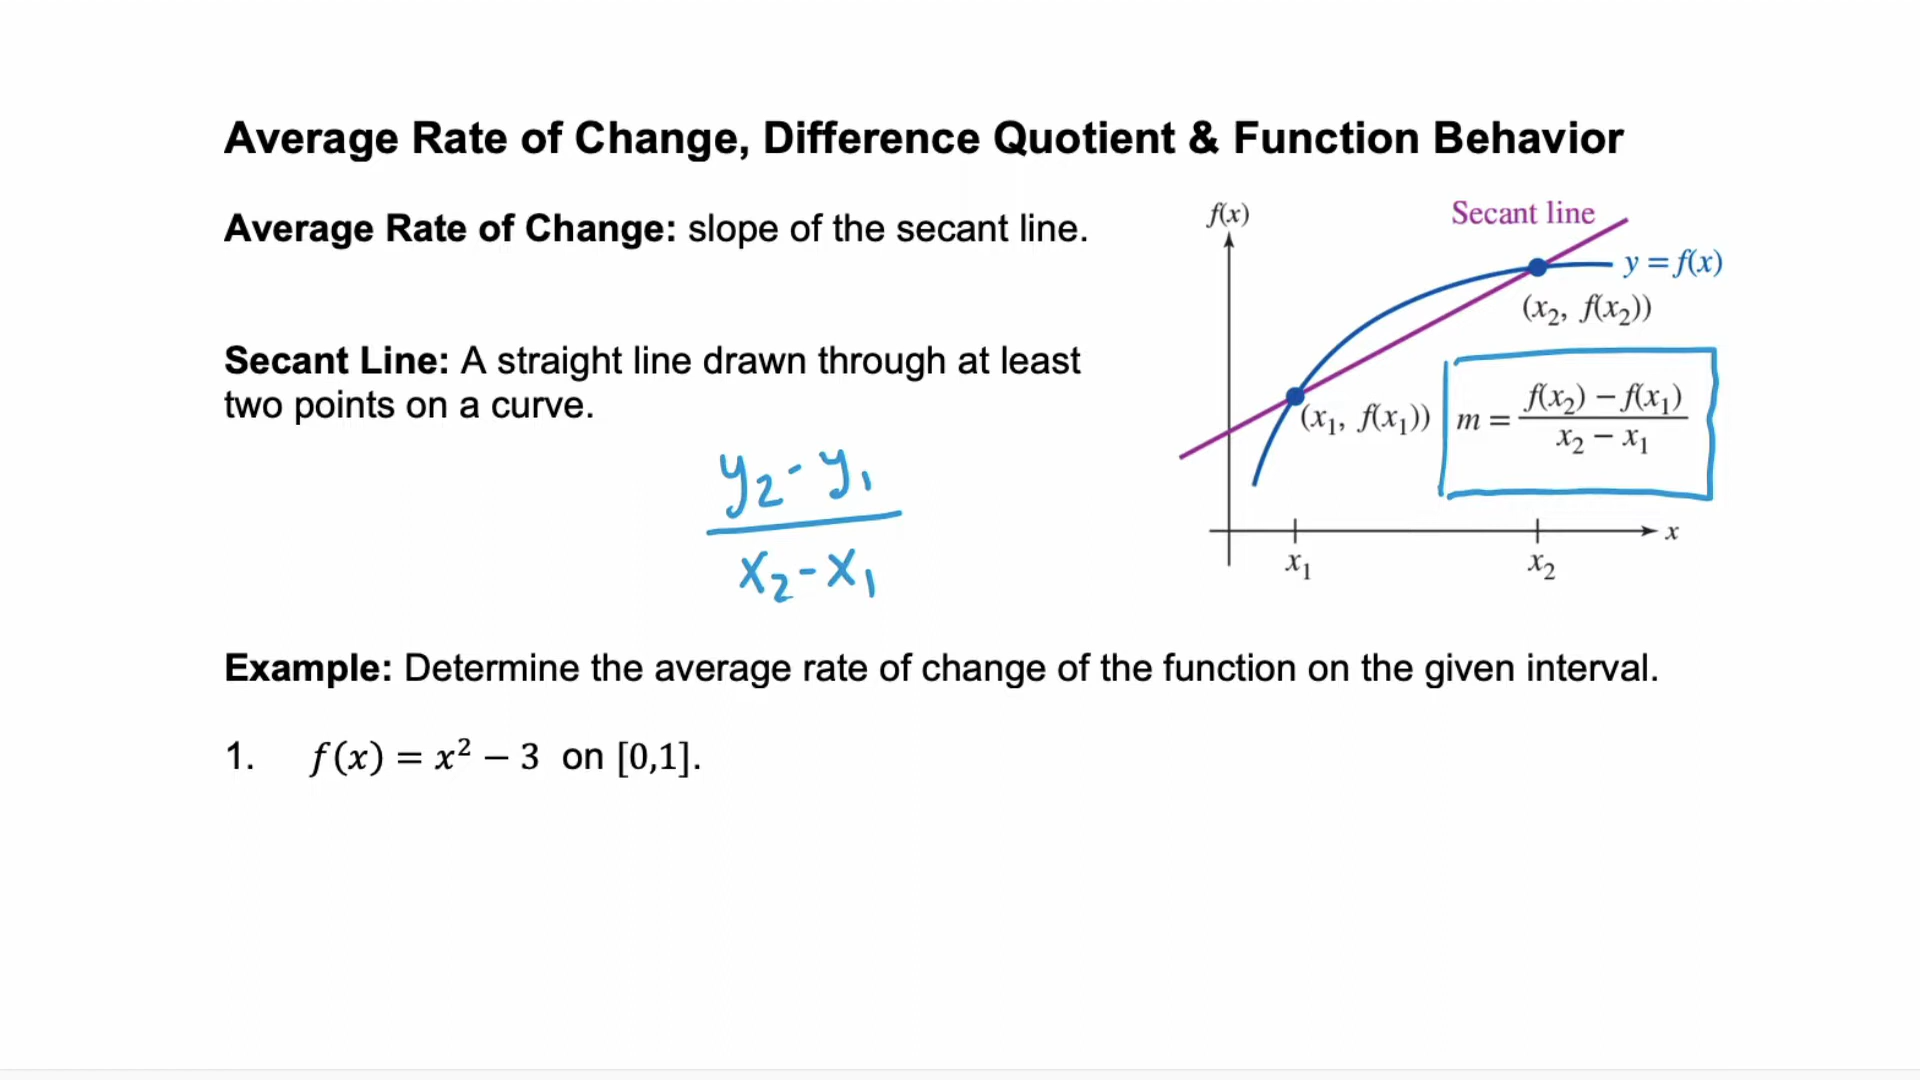 Average Rate of Change, Difference Quotient & Function Behavior
Average Rate of Change: slope of the secant line.
Secant Line: A straight line drawn through at least
two points on a curve.
y₂ - y₁
x₂ - x₁
f(x)
Secant line
y = f(x)
(x₂, f(x₂))
(x₁, f(x₁))
m = f(x₂) − f(x₁)
x₂ − x₁
x
x₁
x₂
Example: Determine the average rate of change of the function on the given interval.
1. f(x) = x² − 3 on [0,1].